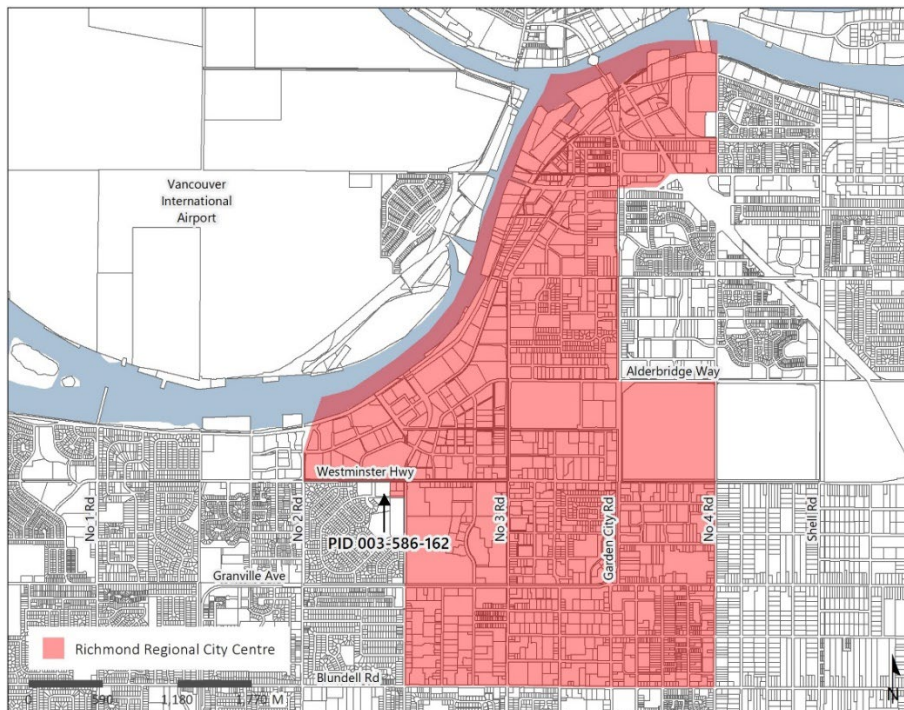 Vancouver
International
Airport
Alderbridge Way
Westminster Hwy
No 1 Rd
No 2 Rd
No 3 Rd
Garden City Rd
No 4 Rd
Shell Rd
PID 003-586-162
Granville Ave
Richmond Regional City Centre
Blundell Rd
0 590 1,180 1,770 M
N